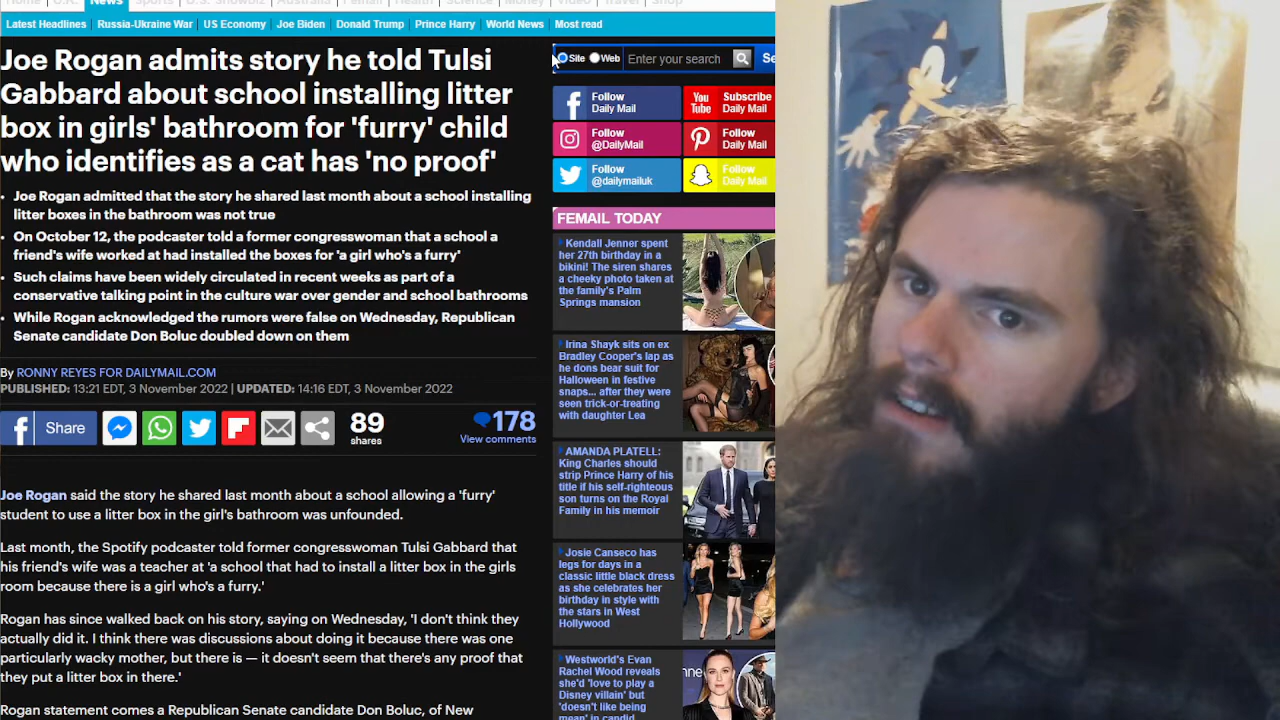 Home U.K. News Sports U.S. Showbiz Australia Femail Health Science Money Video Travel Shop
Latest Headlines Russia-Ukraine War US Economy Joe Biden Donald Trump Prince Harry World News Most read
Joe Rogan admits story he told Tulsi
Gabbard about school installing litter
box in girls' bathroom for 'furry' child
who identifies as a cat has 'no proof'
• Joe Rogan admitted that the story he shared last month about a school installing
litter boxes in the bathroom was not true
• On October 12, the podcaster told a former congresswoman that a school a
friend's wife worked at had installed the boxes for 'a girl who's a furry'
• Such claims have been widely circulated in recent weeks as part of a
conservative talking point in the culture war over gender and school bathrooms
• While Rogan acknowledged the rumors were false on Wednesday, Republican
Senate candidate Don Boluc doubled down on them
By RONNY REYES FOR DAILYMAIL.COM
PUBLISHED: 13:21 EDT, 3 November 2022 | UPDATED: 14:16 EDT, 3 November 2022
f Share
89
shares
178
View comments
Joe Rogan said the story he shared last month about a school allowing a 'furry'
student to use a litter box in the girl's bathroom was unfounded.
Last month, the Spotify podcaster told former congresswoman Tulsi Gabbard that
his friend's wife was a teacher at 'a school that had to install a litter box in the girls
room because there is a girl who's a furry.'
Rogan has since walked back on his story, saying on Wednesday, 'I don't think they
actually did it. I think there was discussions about doing it because there was one
particularly wacky mother, but there is — it doesn't seem that there's any proof that
they put a litter box in there.'
Rogan statement comes a Republican Senate candidate Don Boluc, of New
Site Web Enter your search Se
Follow
Daily Mail
You
Tube
Subscribe
Daily Mail
Follow
@DailyMail
Follow
Daily Mail
Follow
@dailymailuk
Follow
Daily Mail
FEMAIL TODAY
Kendall Jenner spent
her 27th birthday in a
bikini! The siren shares
a cheeky photo taken at
the family's Palm
Springs mansion
Irina Shayk sits on ex
Bradley Cooper's lap as
he dons bear suit for
Halloween in festive
snaps... after they were
seen trick-or-treating
with daughter Lea
AMANDA PLATELL:
King Charles should
strip Prince Harry of his
title if his self-righteous
son turns on the Royal
Family in his memoir
Josie Canseco has
legs for days in a
classic little black dress
as she celebrates her
birthday in style with
the stars in West
Hollywood
Westworld's Evan
Rachel Wood reveals
she'd 'love to play a
Disney villain' but
'doesn't like being
mean' in candid